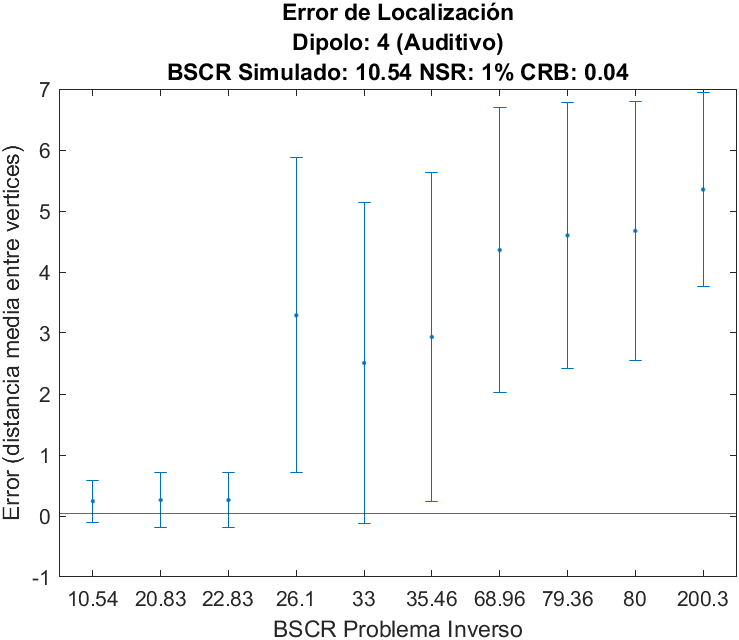 Error de Localización
Dipolo: 4 (Auditivo)
BSCR Simulado: 10.54 NSR: 1% CRB: 0.04
Error (distancia media entre vertices)
7
6
5
4
3
2
1
0
-1
10.54 20.83 22.83 26.1 33 35.46 68.96 79.36 80 200.3
BSCR Problema Inverso